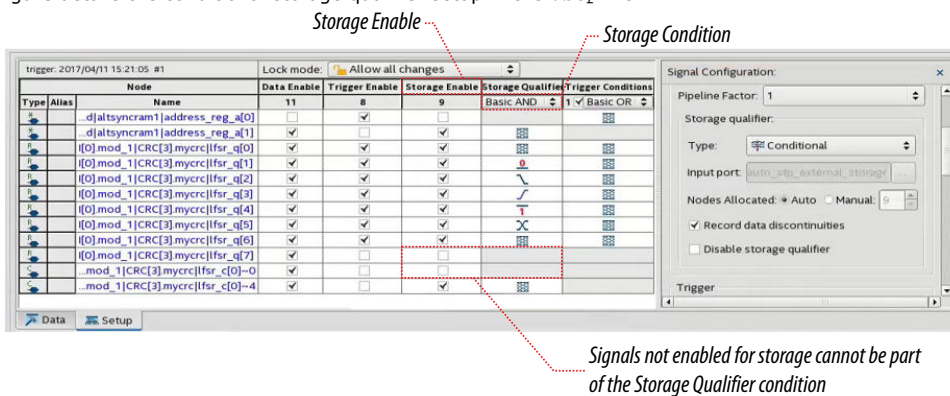 Storage Enable
Storage Condition
trigger: 2017/04/11 15:21:05 #1
Lock mode: Allow all changes
Node
Data Enable Trigger Enable Storage Enable Storage Qualifier Trigger Conditions
Type Alias Name 11 8 9 Basic AND 1 Basic OR
...d|altsyncram1|address_reg_a[0]
...d|altsyncram1|address_reg_a[1]
l[0].mod_1|CRC[3].mycrc|lfsr_q[0]
l[0].mod_1|CRC[3].mycrc|lfsr_q[1] 0
l[0].mod_1|CRC[3].mycrc|lfsr_q[2]
l[0].mod_1|CRC[3].mycrc|lfsr_q[3]
l[0].mod_1|CRC[3].mycrc|lfsr_q[4] 1
l[0].mod_1|CRC[3].mycrc|lfsr_q[5]
l[0].mod_1|CRC[3].mycrc|lfsr_q[6]
l[0].mod_1|CRC[3].mycrc|lfsr_q[7]
...mod_1|CRC[3].mycrc|lfsr_c[0]~0
...mod_1|CRC[3].mycrc|lfsr_c[0]~4
Data Setup
Signal Configuration: x
Pipeline Factor: 1
Storage qualifier:
Type: Conditional
Input port: auto_stp_external_storage ...
Nodes Allocated: Auto Manual: 9
Record data discontinuities
Disable storage qualifier
Trigger
Signals not enabled for storage cannot be part
of the Storage Qualifier condition